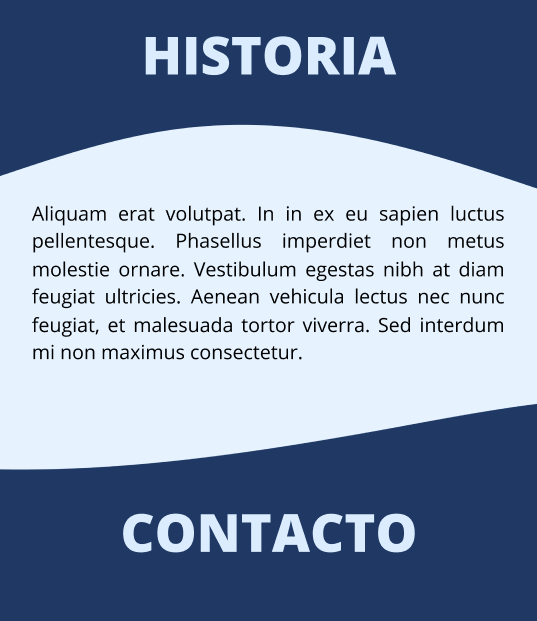 HISTORIA
Aliquam erat volutpat. In in ex eu sapien luctus
pellentesque. Phasellus imperdiet non metus
molestie ornare. Vestibulum egestas nibh at diam
feugiat ultricies. Aenean vehicula lectus nec nunc
feugiat, et malesuada tortor viverra. Sed interdum
mi non maximus consectetur.
CONTACTO